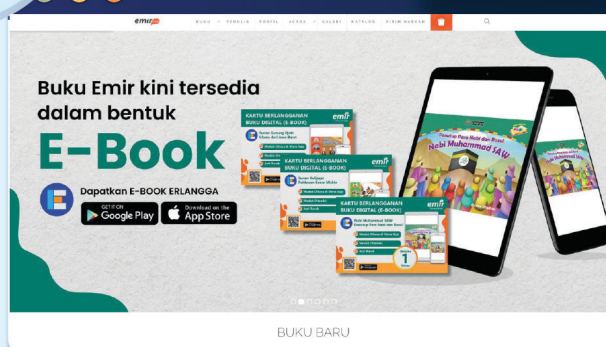 emir
BUKU PENULIS PROFIL ACARA GALERI KATALOG KIRIM NASKAH
Buku Emir kini tersedia
dalam bentuk
E-Book
Dapatkan E-BOOK ERLANGGA
GET IT ON
Google Play
Download on the
App Store
KARTU BERLANGGANAN
BUKU DIGITAL (E-BOOK)
emir
KARTU BERLANGGANAN
BUKU DIGITAL (E-BOOK)
emir
KARTU BERLANGGANAN
BUKU DIGITAL (E-BOOK)
emir
1
Nabi Muhammad SAW
BUKU BARU